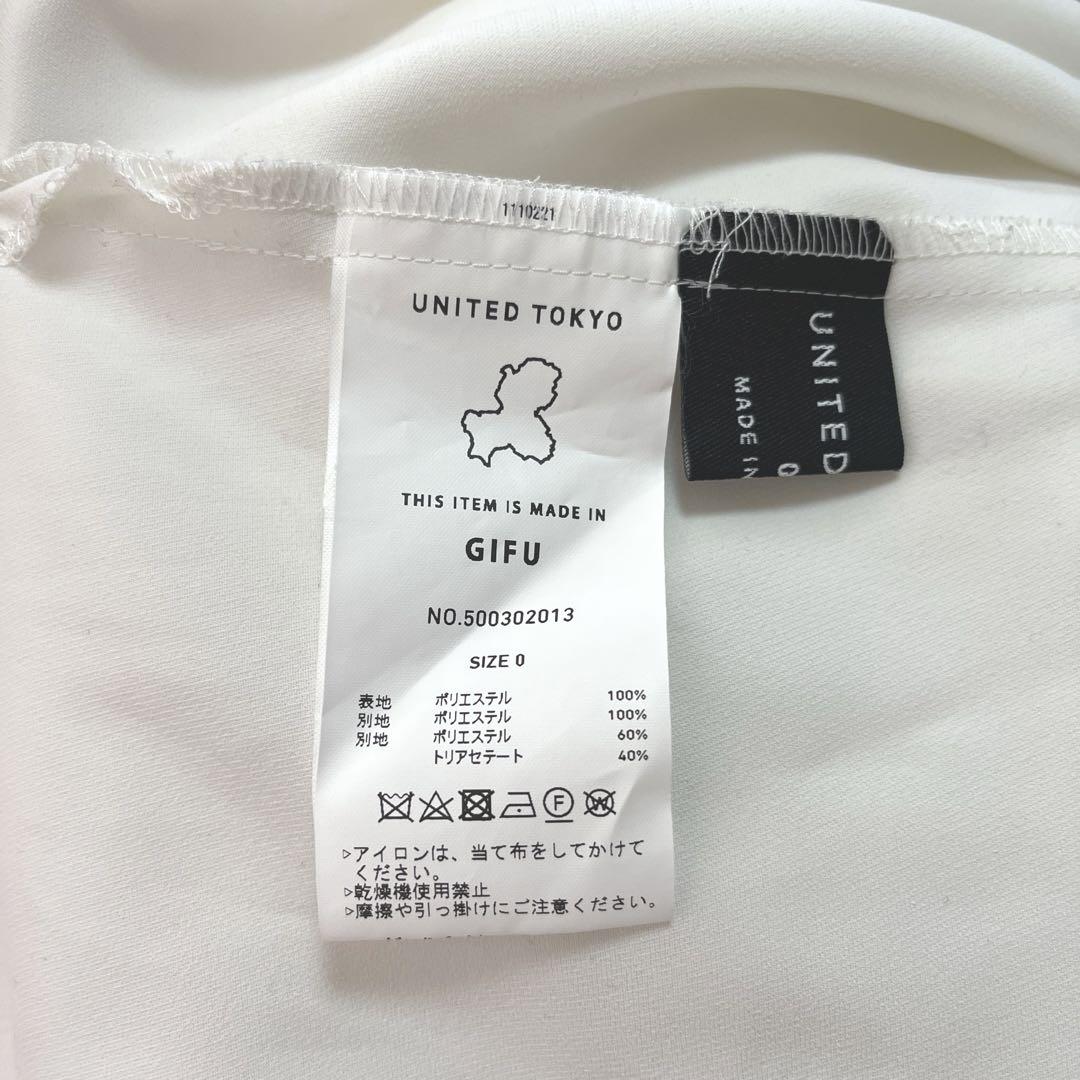 1110221
UNITED TOKYO
THIS ITEM IS MADE IN
GIFU
NO.500302013
SIZE 0
表地 ポリエステル 100%
別地 ポリエステル 100%
別地 ポリエステル 60%
トリアセテート 40%
F
W
▷アイロンは、当て布をしてかけて
ください。
▷乾燥機使用禁止
▷摩擦や引っ掛けにご注意ください。
UNITED
MADE IN
0